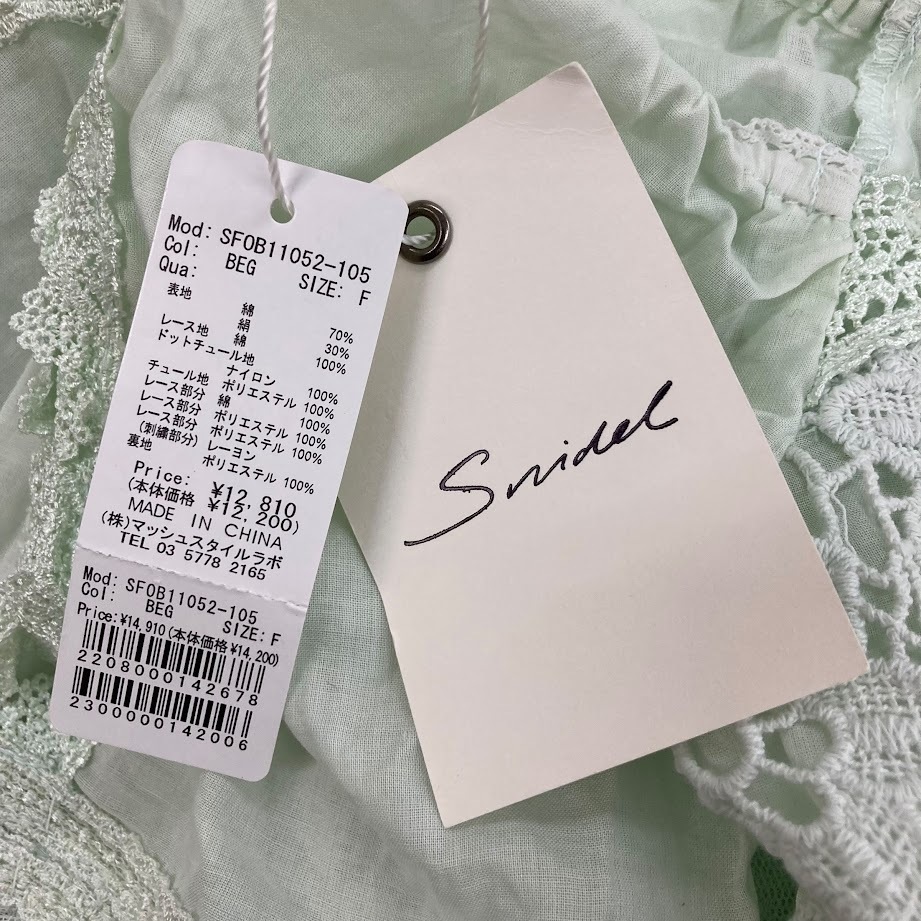 Mod: SFOB11052-105
Col: BEG SIZE: F
Qua:
表地
綿 70%
絹 30%
レース地 綿 100%
ドットチュール地
ナイロン 100%
チュール地 ポリエステル 100%
レース部分 綿 100%
レース部分 ポリエステル 100%
レース部分 ポリエステル 100%
(刺繍部分) レーヨン 100%
裏地 ポリエステル 100%
Price: ¥12,810
(本体価格 ¥12,200)
MADE IN CHINA
(株)マッシュスタイルラボ
TEL 03 5778 2165
Mod: SFOB11052-105
Col: BEG SIZE: F
Price:¥14,910(本体価格¥14,200)
2208000142678
2300000142006
Snidel